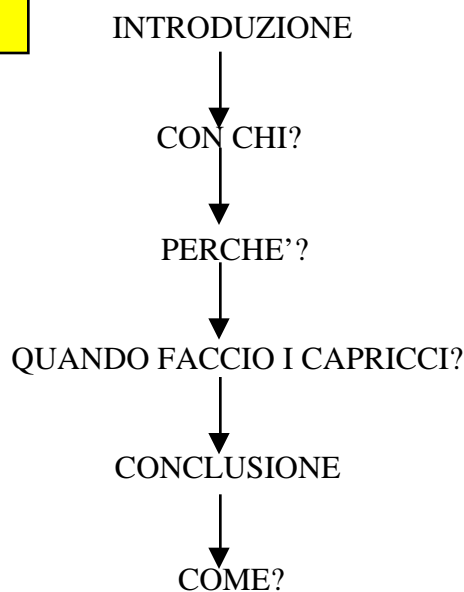 INTRODUZIONE
CON CHI?
PERCHE'?
QUANDO FACCIO I CAPRICCI?
CONCLUSIONE
COME?